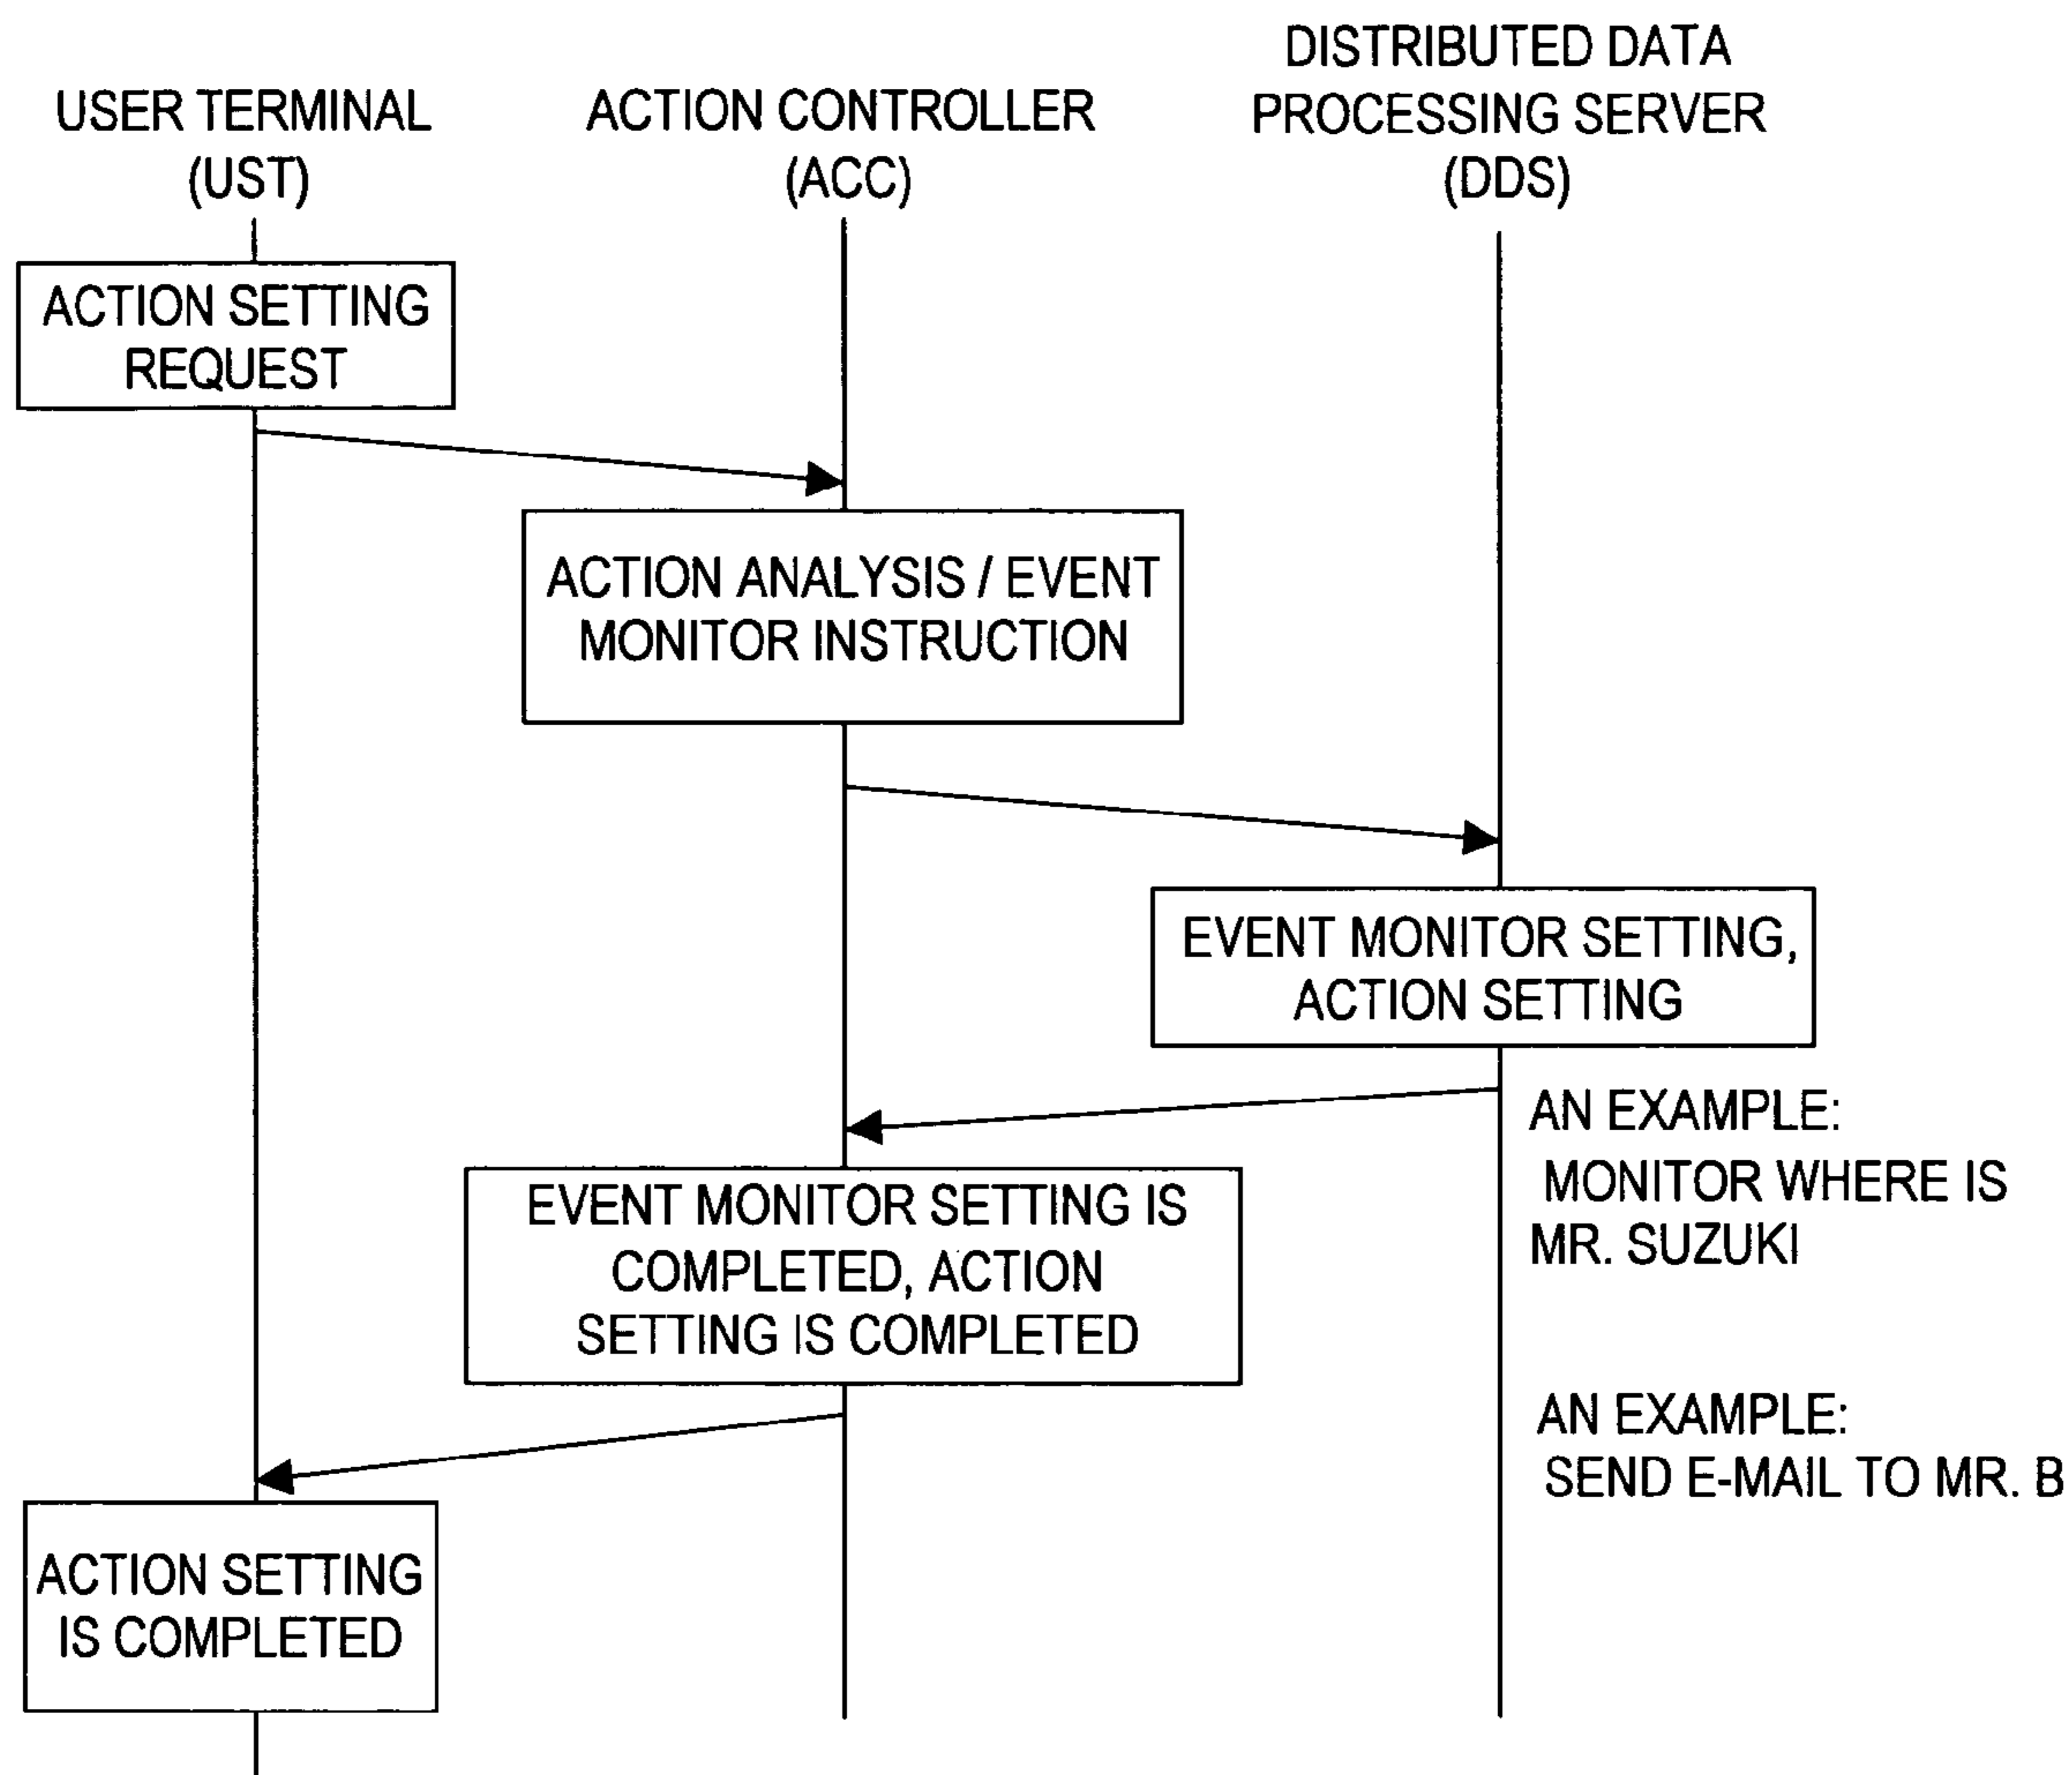 USER TERMINAL
(UST)
ACTION CONTROLLER
(ACC)
DISTRIBUTED DATA
PROCESSING SERVER
(DDS)
ACTION SETTING
REQUEST
ACTION ANALYSIS / EVENT
MONITOR INSTRUCTION
EVENT MONITOR SETTING,
ACTION SETTING
AN EXAMPLE:
MONITOR WHERE IS
MR. SUZUKI
EVENT MONITOR SETTING IS
COMPLETED, ACTION
SETTING IS COMPLETED
AN EXAMPLE:
SEND E-MAIL TO MR. B
ACTION SETTING
IS COMPLETED